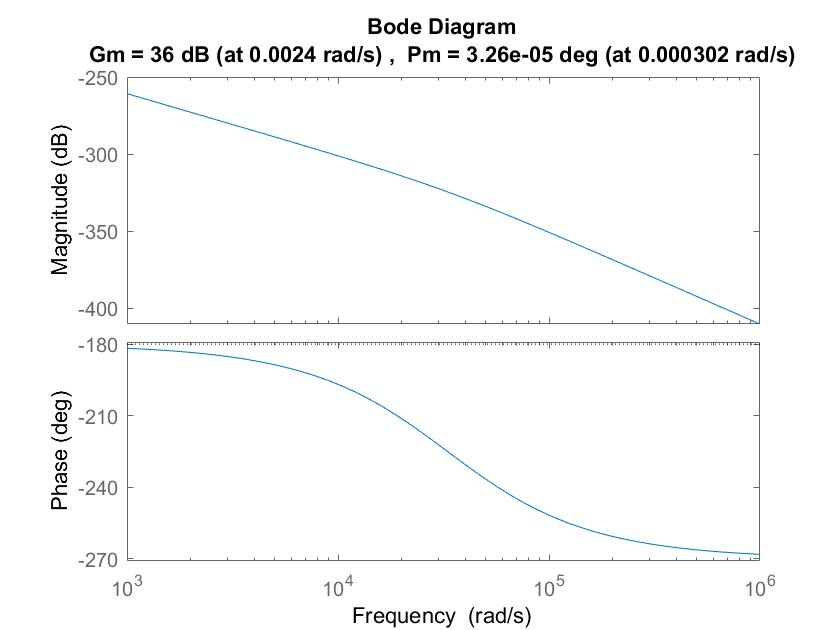 Bode Diagram
Gm = 36 dB (at 0.0024 rad/s) ,  Pm = 3.26e-05 deg (at 0.000302 rad/s)
-250
-300
-350
-400
Magnitude (dB)
-180
-210
-240
-270
Phase (deg)
10^3 10^4 10^5 10^6
Frequency  (rad/s)